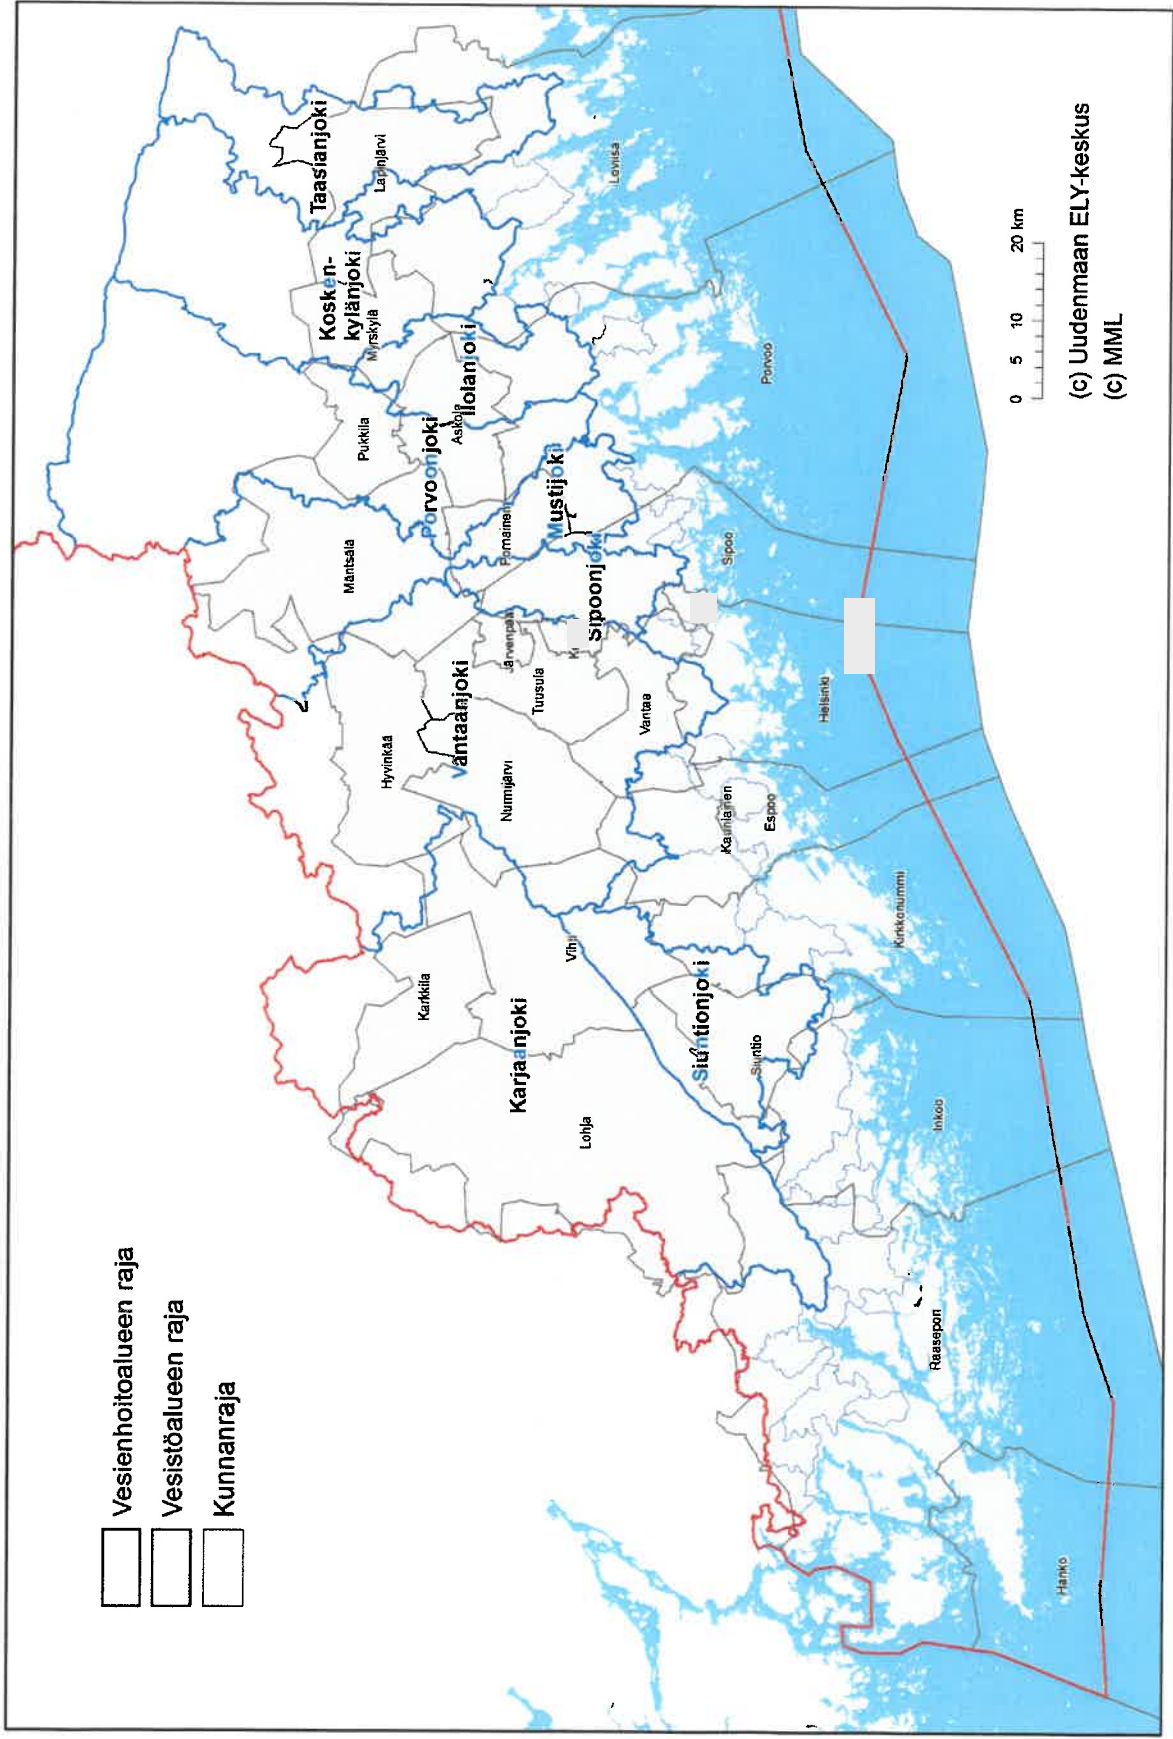 Vesienhoitoalueen raja
Vesistöalueen raja
Kunnanraja
Taasianjoki
Lapinjärvi
Kosken-
kylänjoki
Myrskylä
Pukkila
Mäntsälä
Porvoonjoki
Askola
Ilolanjoki
Loviisa
Porvoo
Mustijoki
Pornainen
Sipoonjoki
Sipoo
Järvenpää
Tuusula
Hyvinkää
antaanjoki
Nurmijärvi
Vantaa
Helsinki
Kauniainen
Espoo
Kirkkonummi
Karkkila
Vihti
Karjaanjoki
Siuntionjoki
Siuntio
Lohja
Inkoo
Raasepori
Hanko
0 5 10 20 km
(c) Uudenmaan ELY-keskus
(c) MML